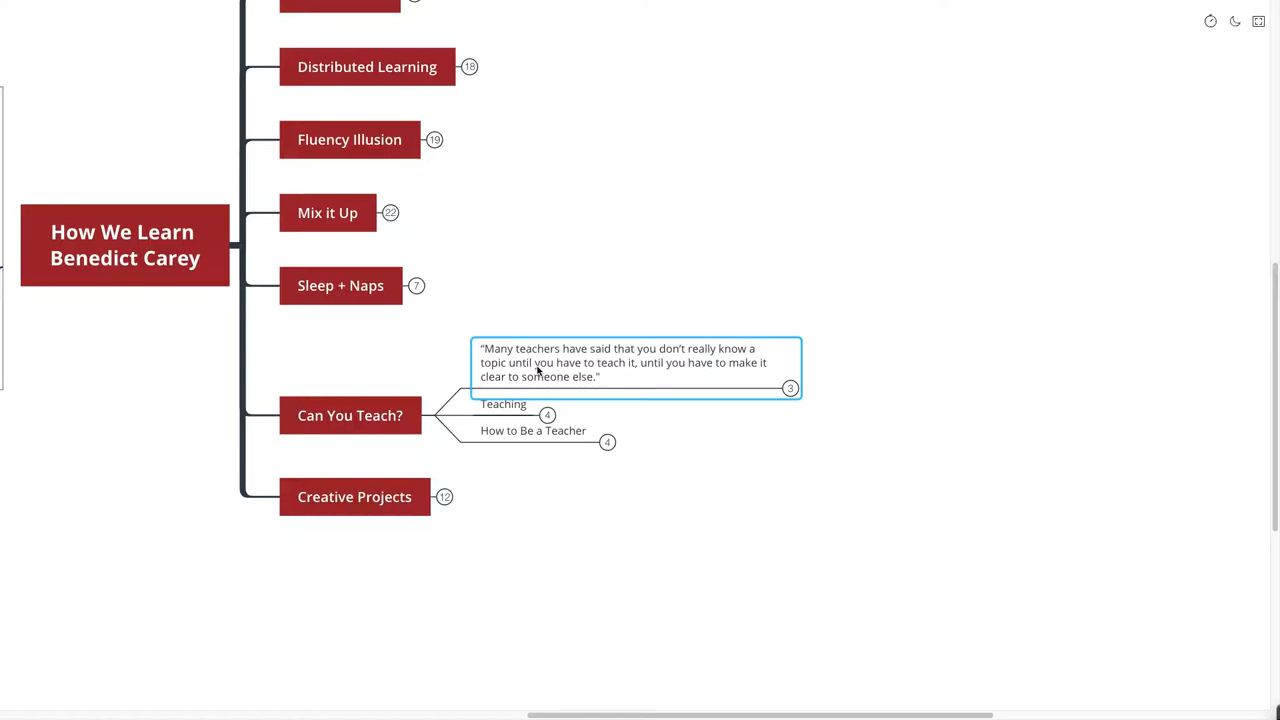 Distributed Learning
18
Fluency Illusion
19
How We Learn
Benedict Carey
Mix it Up
22
Sleep + Naps
7
“Many teachers have said that you don’t really know a
topic until you have to teach it, until you have to make it
clear to someone else."
3
Can You Teach?
Teaching
4
How to Be a Teacher
4
Creative Projects
12